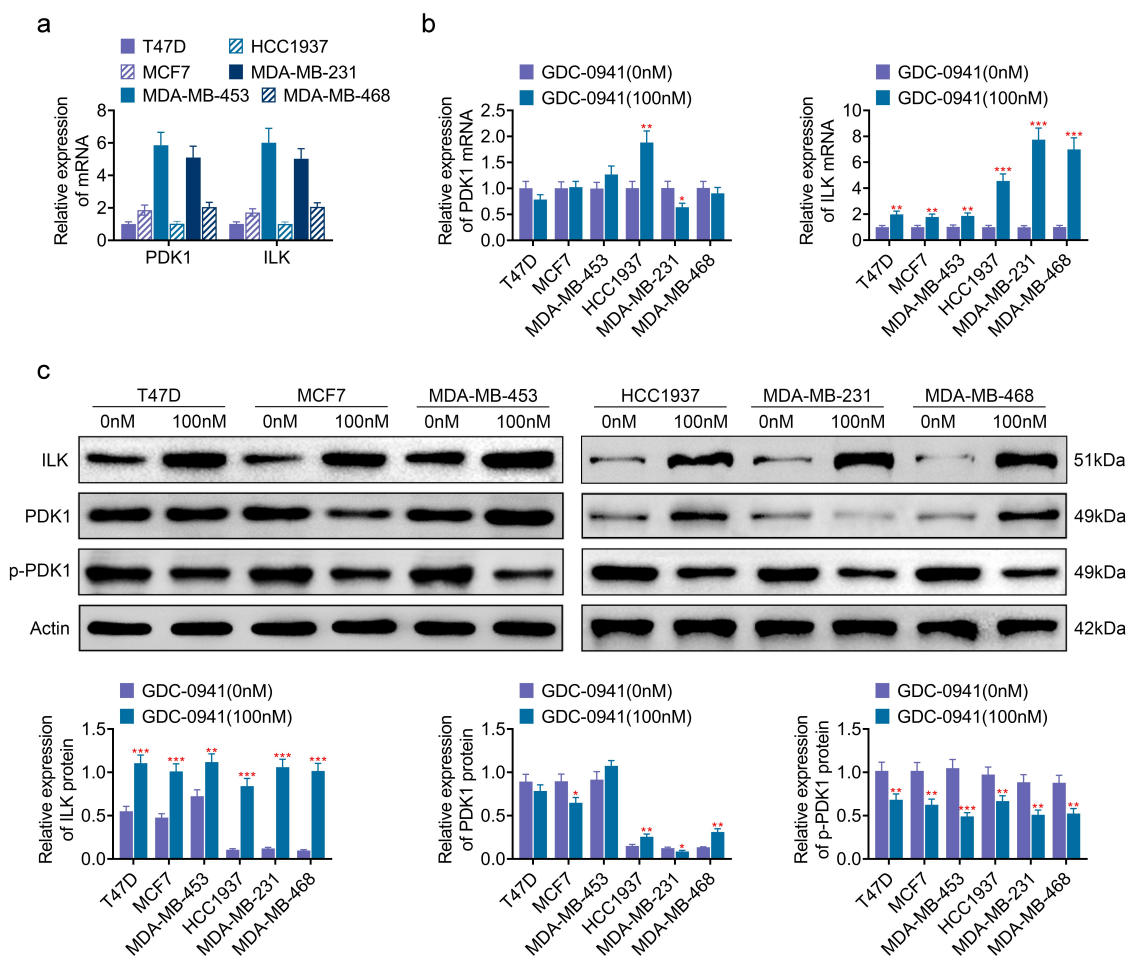 a
T47D
HCC1937
MCF7
MDA-MB-231
MDA-MB-453
MDA-MB-468
Relative expression
of mRNA
8
6
4
2
0
PDK1
ILK
b
GDC-0941(0nM)
GDC-0941(100nM)
Relative expression
of PDK1 mRNA
2.5
2.0
1.5
1.0
0.5
0.0
**
*
T47D
MCF7
MDA-MB-453
HCC1937
MDA-MB-231
MDA-MB-468
GDC-0941(0nM)
GDC-0941(100nM)
Relative expression
of ILK mRNA
10
8
6
4
2
0
**
**
**
***
***
***
T47D
MCF7
MDA-MB-453
HCC1937
MDA-MB-231
MDA-MB-468
c
T47D MCF7 MDA-MB-453 HCC1937 MDA-MB-231 MDA-MB-468
0nM 100nM 0nM 100nM 0nM 100nM 0nM 100nM 0nM 100nM 0nM 100nM
ILK 51kDa
PDK1 49kDa
p-PDK1 49kDa
Actin 42kDa
GDC-0941(0nM)
GDC-0941(100nM)
Relative expression
of ILK protein
1.5
1.0
0.5
0.0
***
***
**
***
***
***
T47D
MCF7
MDA-MB-453
HCC1937
MDA-MB-231
MDA-MB-468
GDC-0941(0nM)
GDC-0941(100nM)
Relative expression
of PDK1 protein
1.5
1.0
0.5
0.0
*
**
*
**
T47D
MCF7
MDA-MB-453
HCC1937
MDA-MB-231
MDA-MB-468
GDC-0941(0nM)
GDC-0941(100nM)
Relative expression
of p-PDK1 protein
1.5
1.0
0.5
0.0
**
**
***
**
**
**
T47D
MCF7
MDA-MB-453
HCC1937
MDA-MB-231
MDA-MB-468